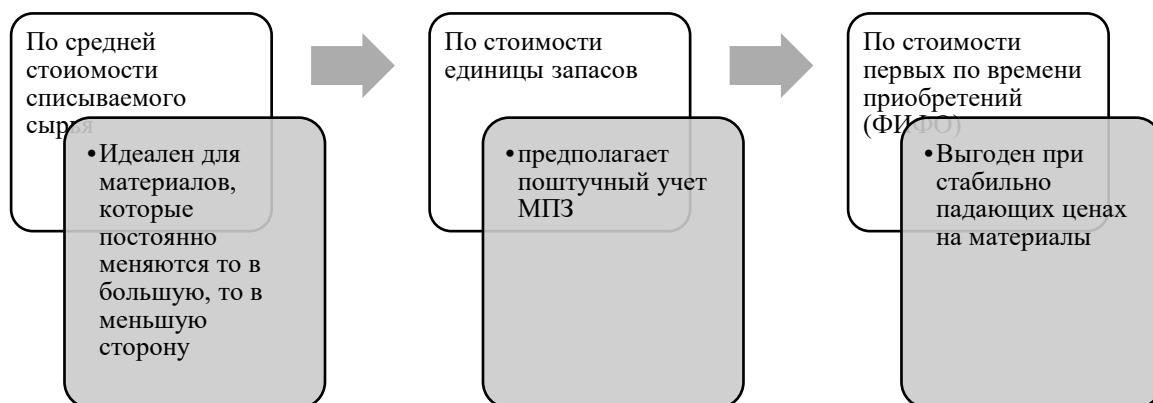 По средней
стоиомости
списываемого
сырья
•Идеален для
материалов,
которые
постоянно
меняются то в
большую, то в
меньшую
сторону
По стоимости
единицы запасов
•предполагает
поштучный учет
МПЗ
По стоимости
первых по времени
приобретений
(ФИФО)
•Выгоден при
стабильно
падающих ценах
на материалы